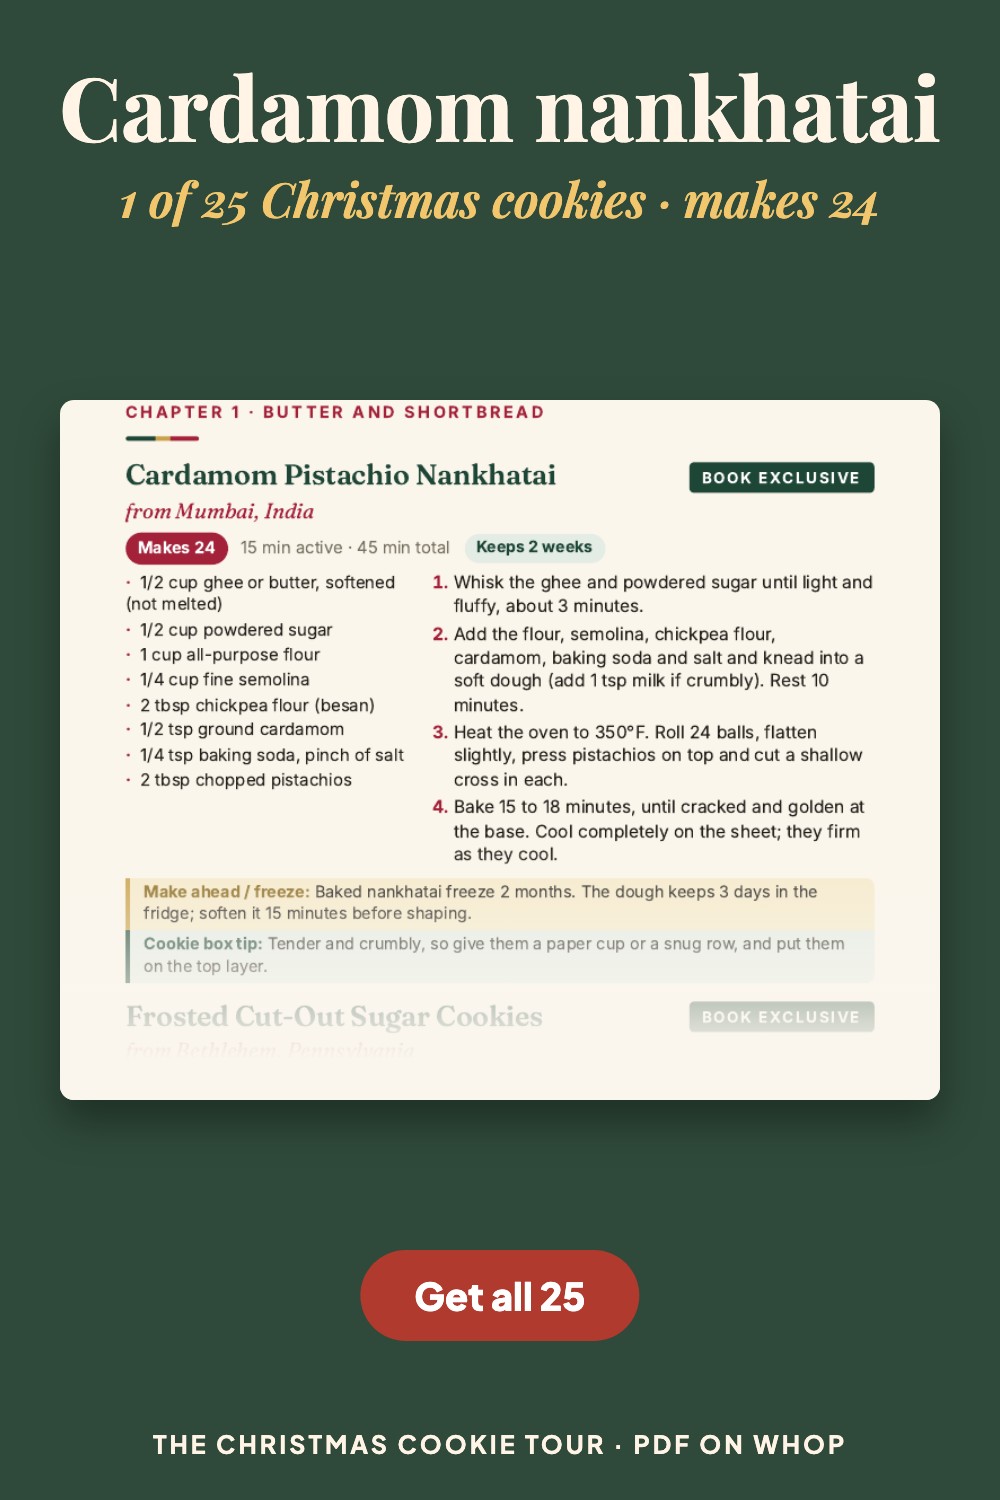 Cardamom nankhatai
1 of 25 Christmas cookies · makes 24
CHAPTER 1 · BUTTER AND SHORTBREAD
Cardamom Pistachio Nankhatai
BOOK EXCLUSIVE
from Mumbai, India
Makes 24 15 min active · 45 min total Keeps 2 weeks
· 1/2 cup ghee or butter, softened
(not melted)
· 1/2 cup powdered sugar
· 1 cup all-purpose flour
· 1/4 cup fine semolina
· 2 tbsp chickpea flour (besan)
· 1/2 tsp ground cardamom
· 1/4 tsp baking soda, pinch of salt
· 2 tbsp chopped pistachios
1. Whisk the ghee and powdered sugar until light and
fluffy, about 3 minutes.
2. Add the flour, semolina, chickpea flour,
cardamom, baking soda and salt and knead into a
soft dough (add 1 tsp milk if crumbly). Rest 10
minutes.
3. Heat the oven to 350°F. Roll 24 balls, flatten
slightly, press pistachios on top and cut a shallow
cross in each.
4. Bake 15 to 18 minutes, until cracked and golden at
the base. Cool completely on the sheet; they firm
as they cool.
Make ahead / freeze: Baked nankhatai freeze 2 months. The dough keeps 3 days in the
fridge; soften it 15 minutes before shaping.
Cookie box tip: Tender and crumbly, so give them a paper cup or a snug row, and put them
on the top layer.
Frosted Cut-Out Sugar Cookies
BOOK EXCLUSIVE
from Bethlehem, Pennsylvania
Get all 25
THE CHRISTMAS COOKIE TOUR · PDF ON WHOP